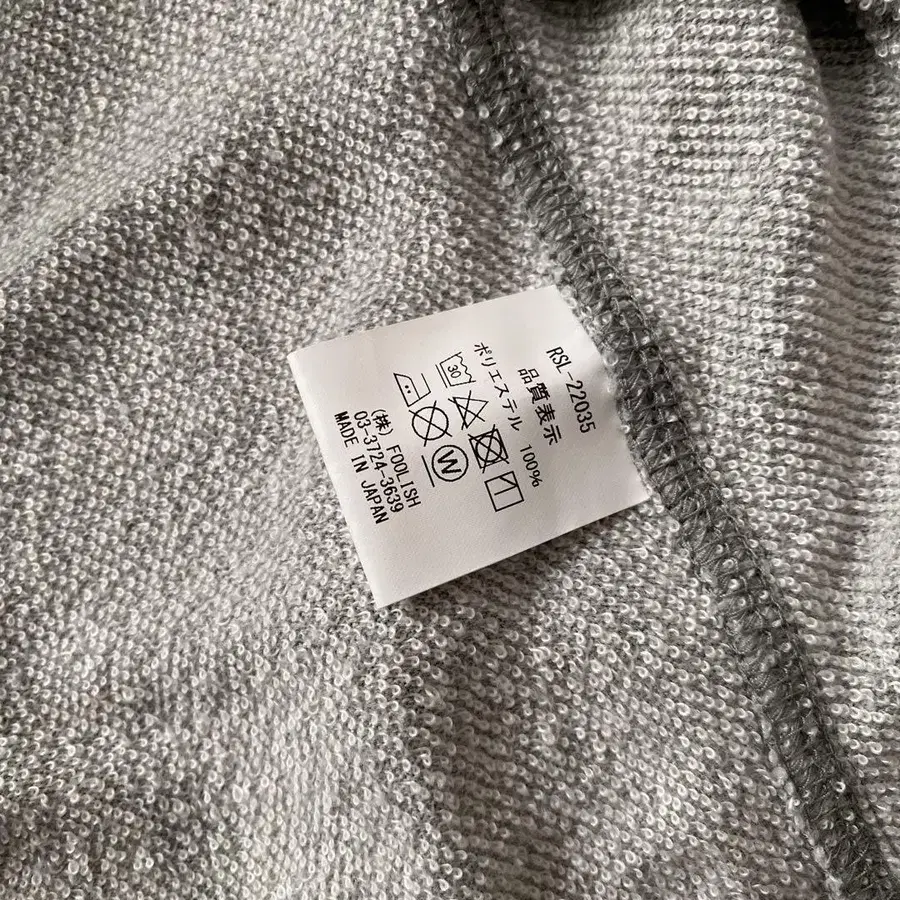 RSL-22035
品質表示
ポリエステル 100%
30
W
(株) FOOLISH
03-3724-3639
MADE IN JAPAN